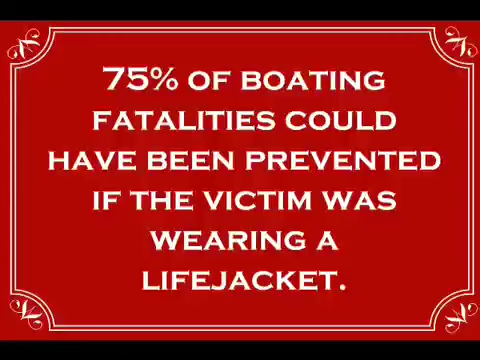 75% OF BOATING
FATALITIES COULD
HAVE BEEN PREVENTED
IF THE VICTIM WAS
WEARING A
LIFEJACKET.